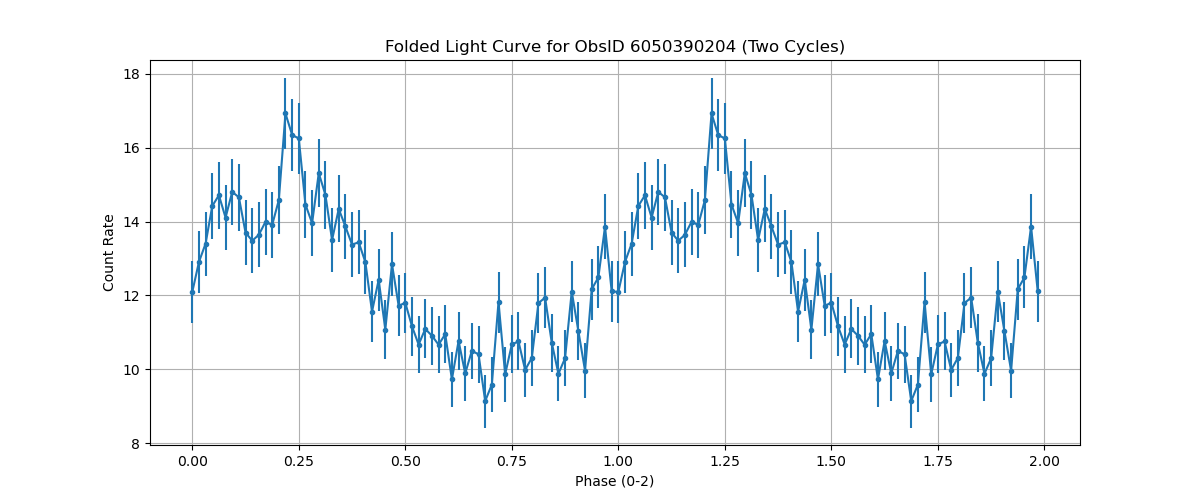 Folded Light Curve for ObsID 6050390204 (Two Cycles)
18
16
14
12
10
8
Count Rate
0.00 0.25 0.50 0.75 1.00 1.25 1.50 1.75 2.00
Phase (0-2)